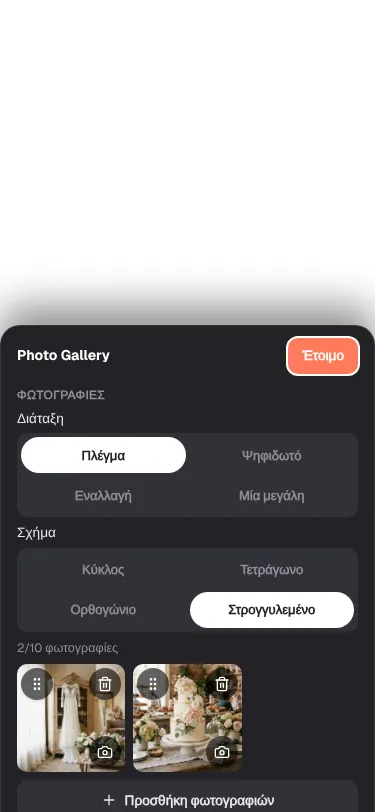 Photo Gallery
Έτοιμο
ΦΩΤΟΓΡΑΦΙΕΣ
Διάταξη
Πλέγμα
Ψηφιδωτό
Εναλλαγή
Μία μεγάλη
Σχήμα
Κύκλος
Τετράγωνο
Ορθογώνιο
Στρογγυλεμένο
2/10 φωτογραφίες
+ Προσθήκη φωτογραφιών